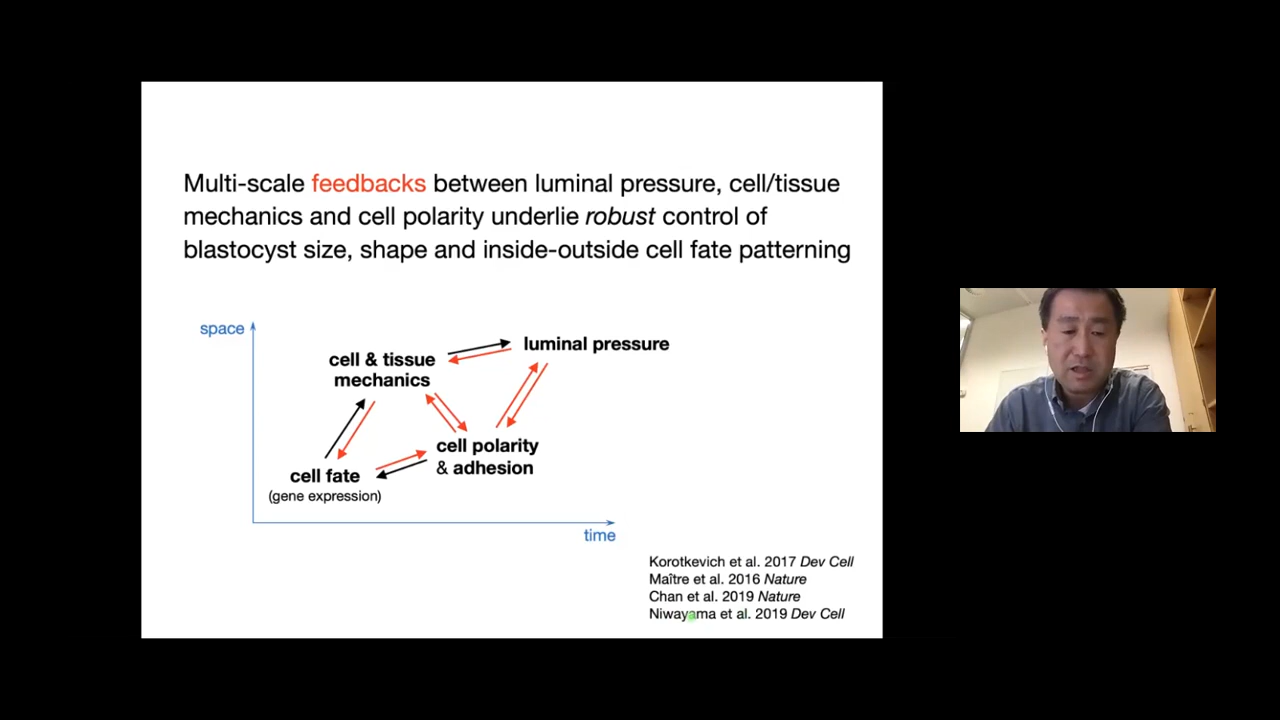 Multi-scale feedbacks between luminal pressure, cell/tissue
mechanics and cell polarity underlie robust control of
blastocyst size, shape and inside-outside cell fate patterning
space
luminal pressure
cell & tissue
mechanics
cell polarity
& adhesion
cell fate
(gene expression)
time
Korotkevich et al. 2017 Dev Cell
Maître et al. 2016 Nature
Chan et al. 2019 Nature
Niwayama et al. 2019 Dev Cell